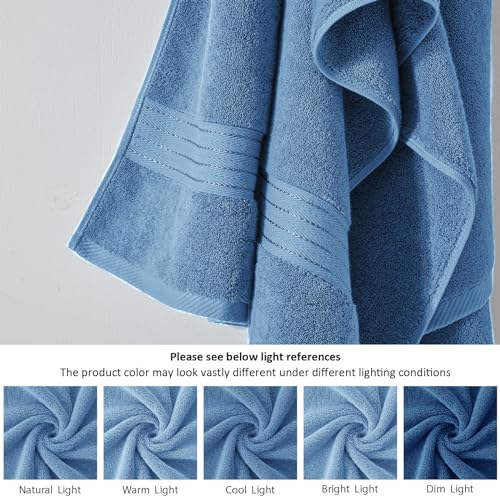 Please see below light references
The product color may look vastly different under different lighting conditions
Natural Light
Warm Light
Cool Light
Bright Light
Dim Light